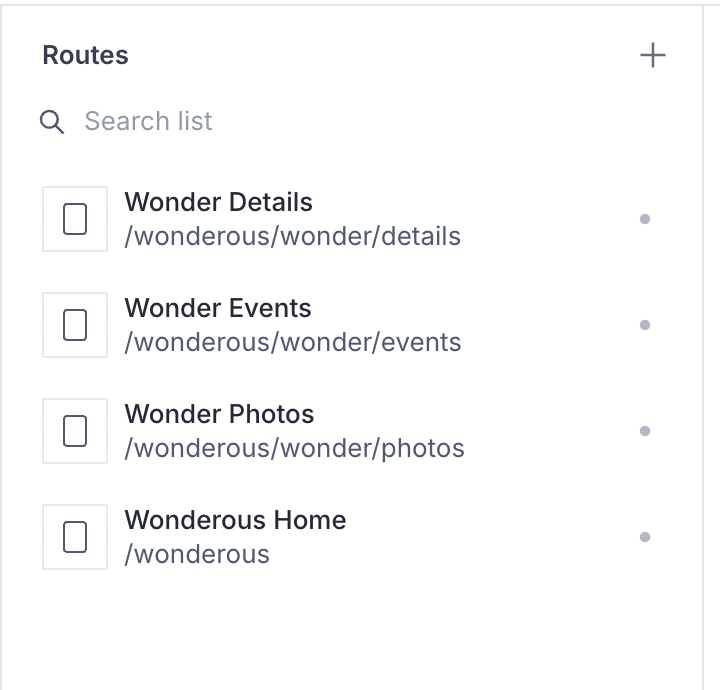 Routes
Search list
Wonder Details
/wonderous/wonder/details
Wonder Events
/wonderous/wonder/events
Wonder Photos
/wonderous/wonder/photos
Wonderous Home
/wonderous